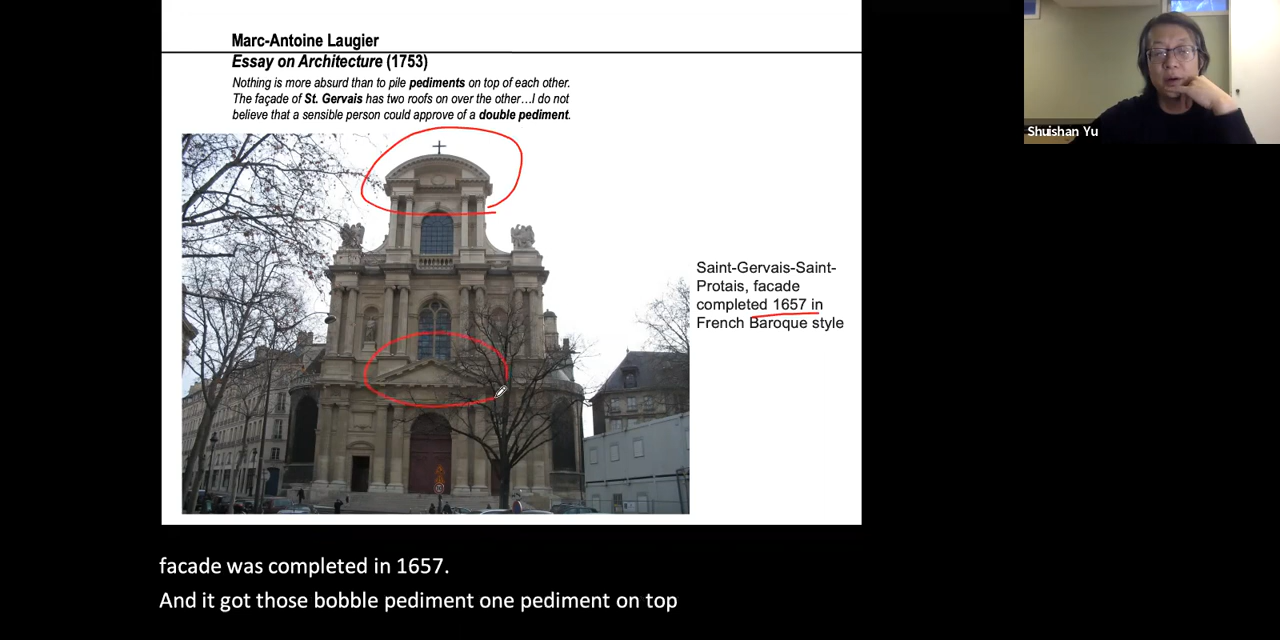 Marc-Antoine Laugier
Essay on Architecture (1753)
Nothing is more absurd than to pile pediments on top of each other.
The façade of St. Gervais has two roofs on over the other…I do not
believe that a sensible person could approve of a double pediment.
Shuishan Yu
Saint-Gervais-Saint-
Protais, facade
completed 1657 in
French Baroque style
facade was completed in 1657.
And it got those bobble pediment one pediment on top